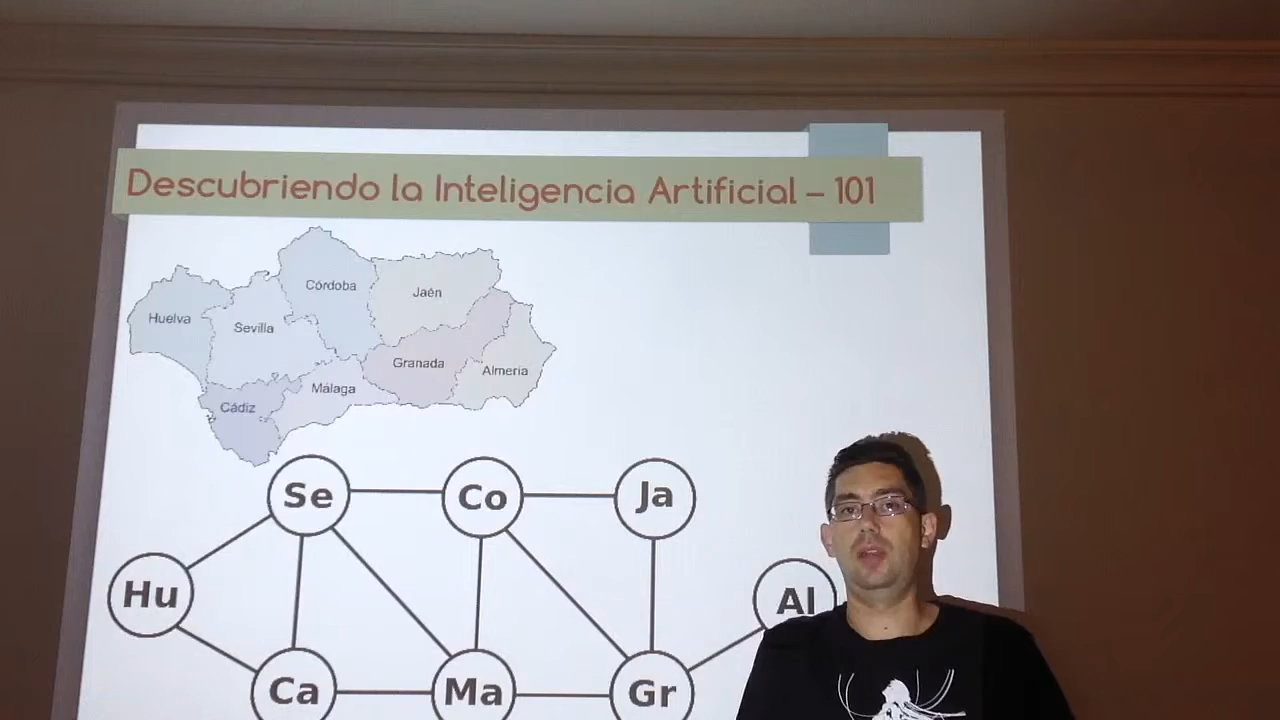 Descubriendo la Inteligencia Artificial – 101
Córdoba
Jaén
Huelva
Sevilla
Granada
Almería
Málaga
Cádiz
Se
Co
Ja
Hu
Al
Ca
Ma
Gr